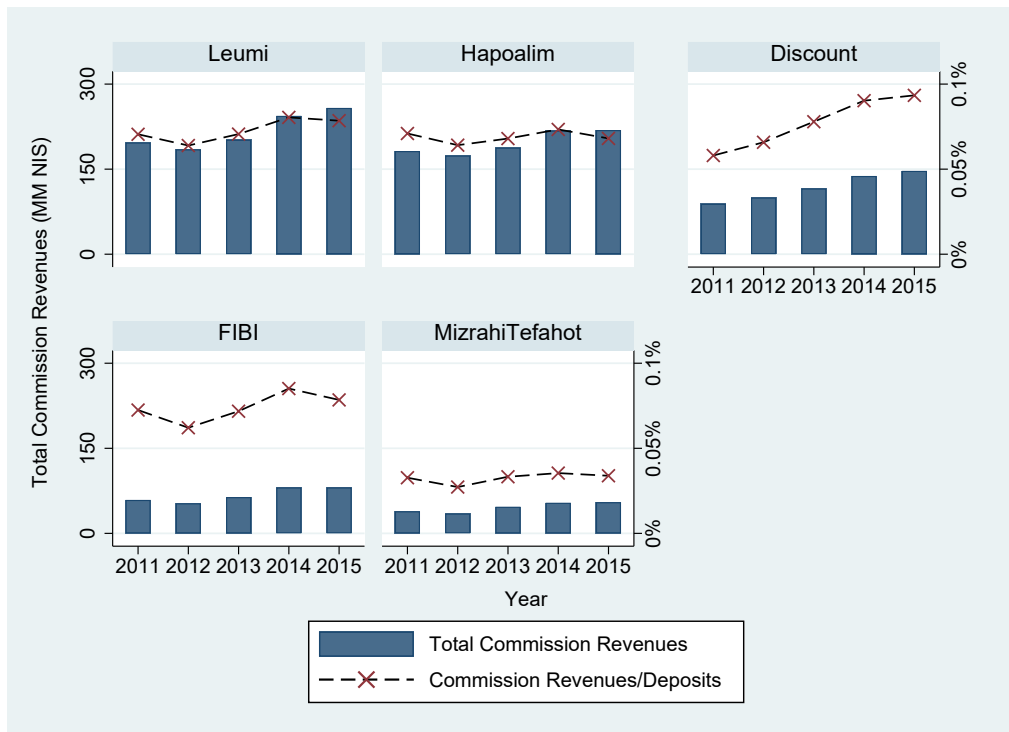 Leumi
Hapoalim
Discount
Total Commission Revenues (MM NIS)
300
150
0
0.1%
0.05%
0%
2011 2012 2013 2014 2015
FIBI
MizrahiTefahot
300
150
0
0.1%
0.05%
0%
2011 2012 2013 2014 2015
2011 2012 2013 2014 2015
Year
Total Commission Revenues
Commission Revenues/Deposits